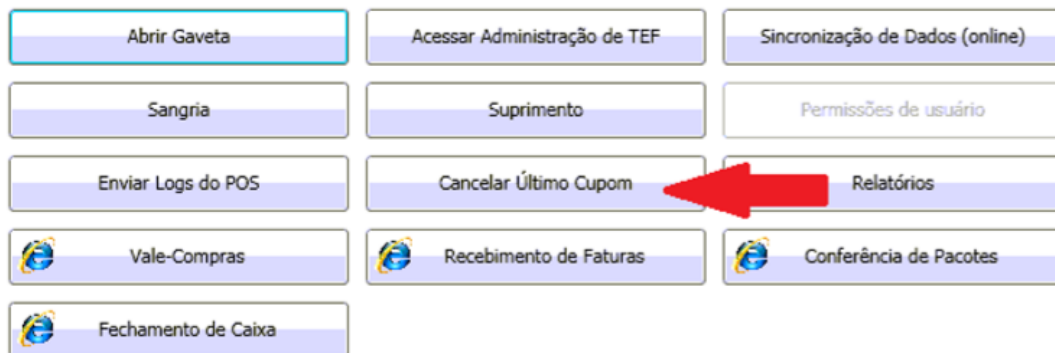 Abrir Gaveta
Acessar Administração de TEF
Sincronização de Dados (online)
Sangria
Suprimento
Permissões de usuário
Enviar Logs do POS
Cancelar Último Cupom
Relatórios
Vale-Compras
Recebimento de Faturas
Conferência de Pacotes
Fechamento de Caixa